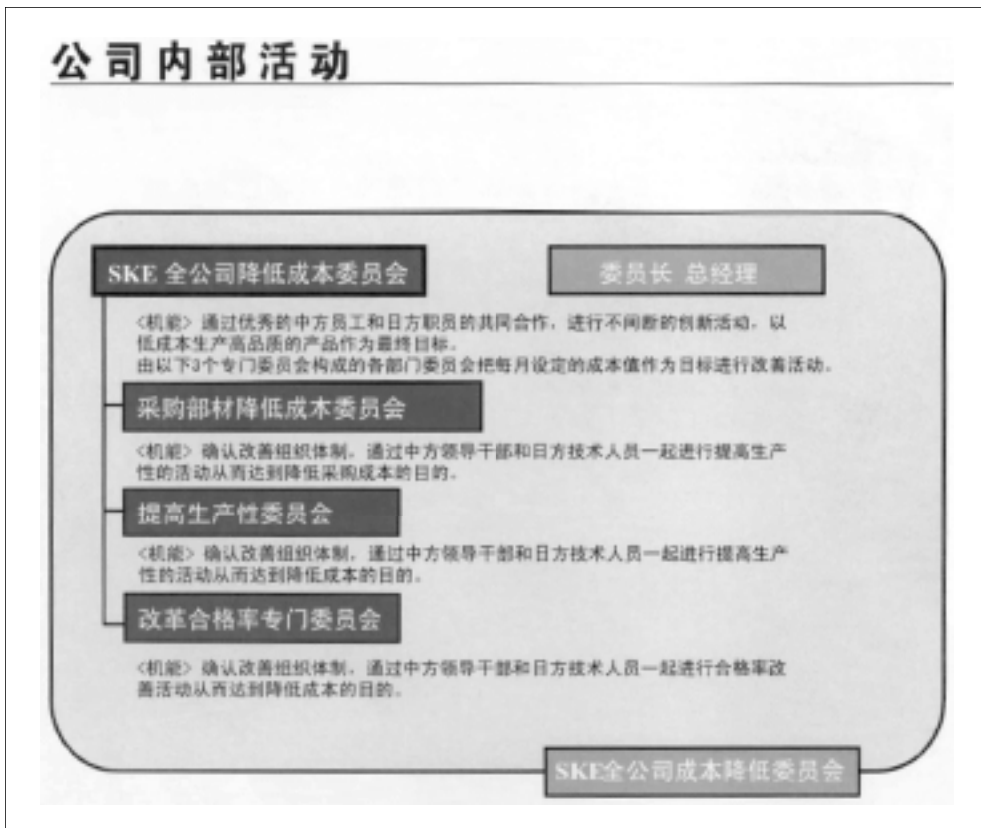 公司内部活动
SKE 全公司降低成本委员会
委员长 总经理
<机能> 通过优秀的中方员工和日方职员的共同合作，进行不间断的创新活动，以
低成本生产高品质的产品作为最终目标。
由以下3个专门委员会构成的各部门委员会把每月设定的成本值作为目标进行改善活动。
采购部材降低成本委员会
<机能> 确认改善组织体制，通过中方领导干部和日方技术人员一起进行提高生产
性的活动从而达到降低采购成本的目的。
提高生产性委员会
<机能> 确认改善组织体制，通过中方领导干部和日方技术人员一起进行提高生产
性的活动从而达到降低成本的目的。
改革合格率专门委员会
<机能> 确认改善组织体制，通过中方领导干部和日方技术人员一起进行合格率改
善活动从而达到降低成本的目的。
SKE全公司成本降低委员会